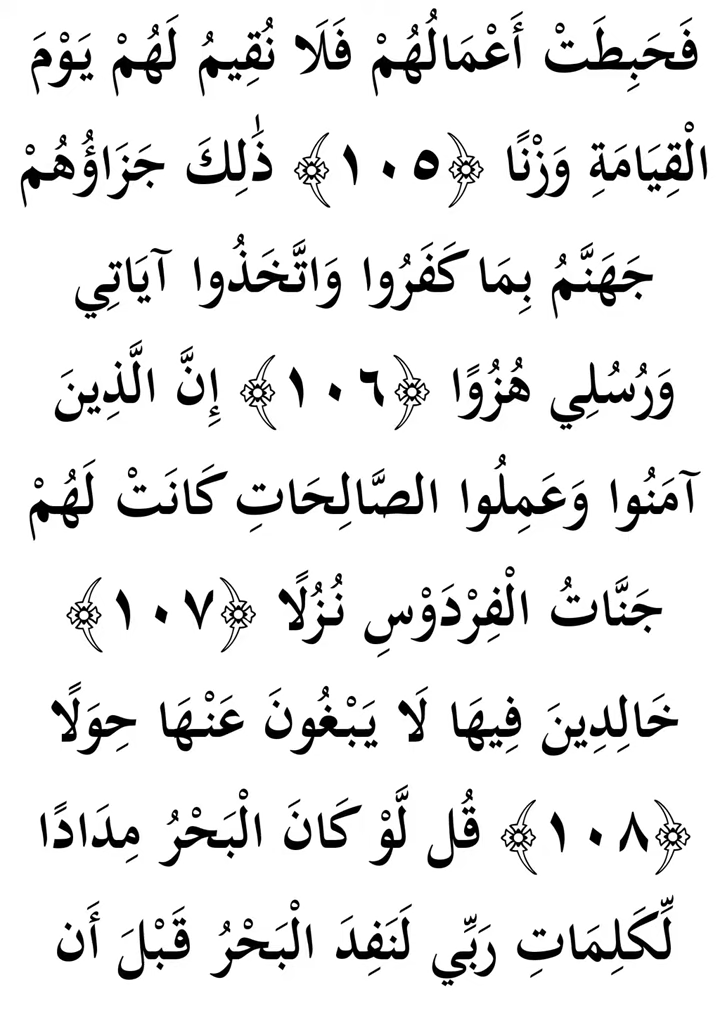 فَحَبِطَتْ أَعْمَالُهُمْ فَلَا نُقِيمُ لَهُمْ يَوْمَ
الْقِيَامَةِ وَزْنًا ﴿١٠٥﴾ ذَٰلِكَ جَزَاؤُهُمْ
جَهَنَّمُ بِمَا كَفَرُوا وَاتَّخَذُوا آيَاتِي
وَرُسُلِي هُزُوًا ﴿١٠٦﴾ إِنَّ الَّذِينَ
آمَنُوا وَعَمِلُوا الصَّالِحَاتِ كَانَتْ لَهُمْ
جَنَّاتُ الْفِرْدَوْسِ نُزُلًا ﴿١٠٧﴾
خَالِدِينَ فِيهَا لَا يَبْغُونَ عَنْهَا حِوَلًا
﴿١٠٨﴾ قُل لَّوْ كَانَ الْبَحْرُ مِدَادًا
لِّكَلِمَاتِ رَبِّي لَنَفِدَ الْبَحْرُ قَبْلَ أَن